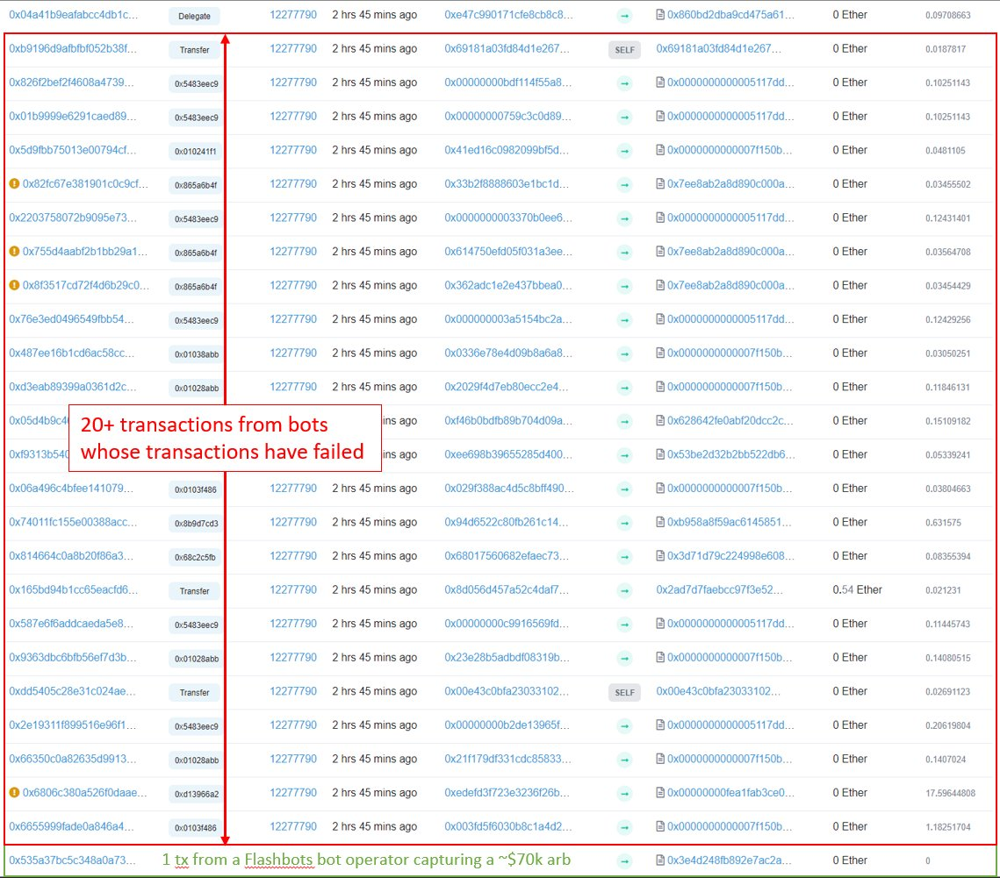 0x04a41b9eafabcc4db1c... Delegate 12277790 2 hrs 45 mins ago 0xe47c990171cfe8cb8c8... 0x860bd2dba9cd475a61... 0 Ether 0.09708663
0xb9196d9afbfbf052b38f... Transfer 12277790 2 hrs 45 mins ago 0x69181a03fd84d1e267... SELF 0x69181a03fd84d1e267... 0 Ether 0.0187817
0x826f2bef2f4608a4739... 0x5483eec9 12277790 2 hrs 45 mins ago 0x00000000bdf114f55a8... 0x0000000000005117dd... 0 Ether 0.10251143
0x01b9999e6291caed89... 0x5483eec9 12277790 2 hrs 45 mins ago 0x00000000759c3c0d89... 0x0000000000005117dd... 0 Ether 0.10251143
0x5d9fbb75013e00794cf... 0x010241f1 12277790 2 hrs 45 mins ago 0x41ed16c0982099bf5d... 0x0000000000007f150b... 0 Ether 0.0481105
0x82fc67e381901c0c9cf... 0x865a6b4f 12277790 2 hrs 45 mins ago 0x33b2f8888603e1bc1d... 0x7ee8ab2a8d890c000a... 0 Ether 0.03455502
0x2203758072b9095e73... 0x5483eec9 12277790 2 hrs 45 mins ago 0x0000000003370b0ee6... 0x0000000000005117dd... 0 Ether 0.12431401
0x755d4aabf2b1bb29a1... 0x865a6b4f 12277790 2 hrs 45 mins ago 0x614750efd05f031a3ee... 0x7ee8ab2a8d890c000a... 0 Ether 0.03564708
0x8f3517cd72f4d6b29c0... 0x865a6b4f 12277790 2 hrs 45 mins ago 0x362adc1e2e437bbea0... 0x7ee8ab2a8d890c000a... 0 Ether 0.03454429
0x76e3ed0496549fbb54... 0x5483eec9 12277790 2 hrs 45 mins ago 0x000000003a5154bc2a... 0x0000000000005117dd... 0 Ether 0.12429256
0x487ee16b1cd6ac58cc... 0x01038abb 12277790 2 hrs 45 mins ago 0x0336e78e4d09b8a6a8... 0x0000000000007f150b... 0 Ether 0.03050251
0xd3eab89399a0361d2c... 0x01028abb 12277790 2 hrs 45 mins ago 0x2029f4d7eb80ecc2e4... 0x0000000000007f150b... 0 Ether 0.11846131
0x05d4b9c4 ins ago 0xf46b0bdfb89b704d09a... 0x628642fe0abf20dcc2c... 0 Ether 0.15109182
20+ transactions from bots
whose transactions have failed
0xf9313b540 ins ago 0xee698b39655285d400... 0x53be2d32b2bb522db6... 0 Ether 0.05339241
0x06a496c4bfee141079... 0x0103f486 12277790 2 hrs 45 mins ago 0x029f388ac4d5c8bff490... 0x0000000000007f150b... 0 Ether 0.03804663
0x74011fc155e00388acc... 0x8b9d7cd3 12277790 2 hrs 45 mins ago 0x94d6522c80fb261c14... 0xb958a8f59ac6145851... 0 Ether 0.631575
0x814664c0a8b20f86a3... 0x68c2c5fb 12277790 2 hrs 45 mins ago 0x68017560682efaec73... 0x3d71d79c224998e608... 0 Ether 0.08355394
0x165bd94b1cc65eacfd6... Transfer 12277790 2 hrs 45 mins ago 0x8d056d457a52c4daf7... 0x2ad7d7faebcc97f3e52... 0.54 Ether 0.021231
0x587e6f6addcaeda5e8... 0x5483eec9 12277790 2 hrs 45 mins ago 0x00000000c9916569fd... 0x0000000000005117dd... 0 Ether 0.11445743
0x9363dbc6bfb56ef7d3b... 0x01028abb 12277790 2 hrs 45 mins ago 0x23e28b5adbdf08319b... 0x0000000000007f150b... 0 Ether 0.14080515
0xdd5405c28e31c024ae... Transfer 12277790 2 hrs 45 mins ago 0x00e43c0bfa23033102... SELF 0x00e43c0bfa23033102... 0 Ether 0.02691123
0x2e19311f899516e96f1... 0x5483eec9 12277790 2 hrs 45 mins ago 0x00000000b2de13965f... 0x0000000000005117dd... 0 Ether 0.20619804
0x66350c0a82635d9913... 0x01028abb 12277790 2 hrs 45 mins ago 0x21f179df331cdc85833... 0x0000000000007f150b... 0 Ether 0.1407024
0x6806c380a526f0daae... 0xd13966a2 12277790 2 hrs 45 mins ago 0xedefd3f723e3236f26b... 0x00000000fea1fab3ce0... 0 Ether 17.59644808
0x6655999fade0a846a4... 0x0103f486 12277790 2 hrs 45 mins ago 0x003fd5f6030b8c1a4d2... 0x0000000000007f150b... 0 Ether 1.18251704
0x535a37bc5c348a0a73... 1 tx from a Flashbots bot operator capturing a ~$70k arb 0x3e4d248fb892e7ac2a... 0 Ether 0